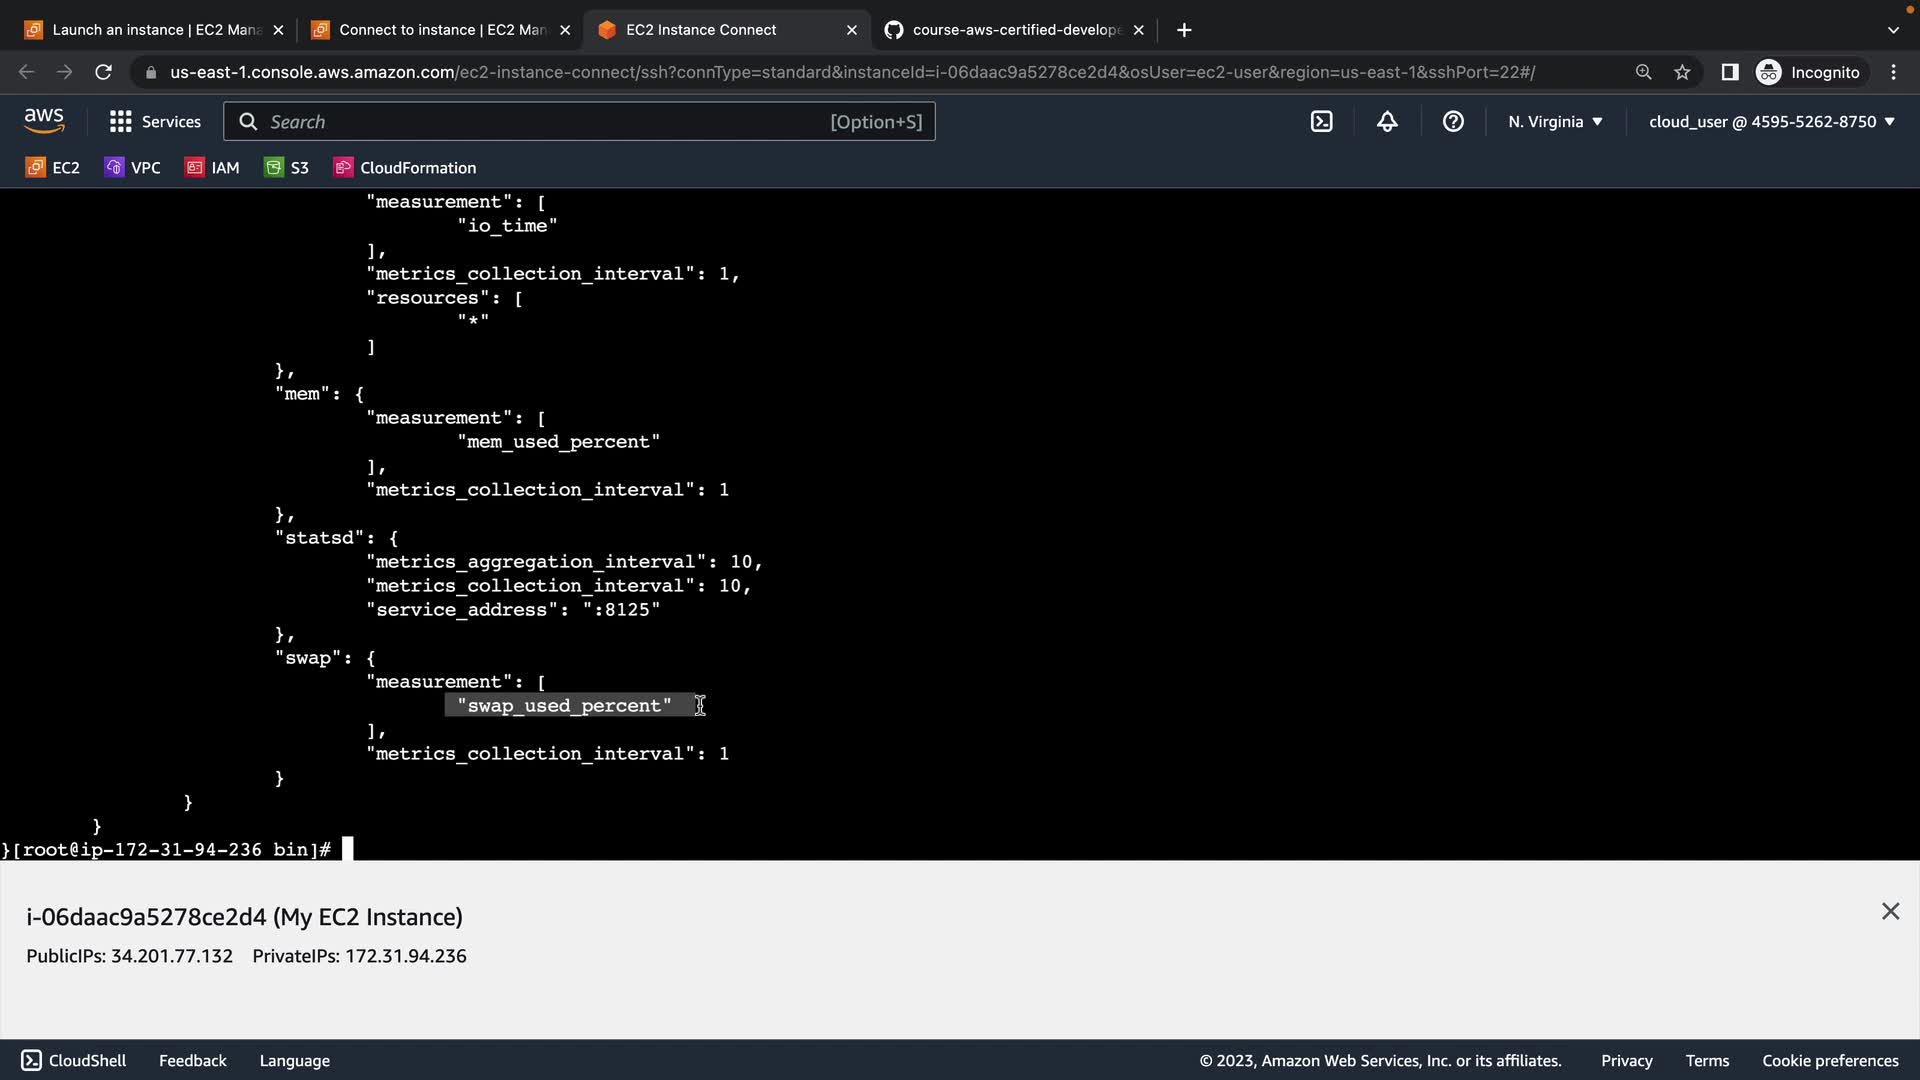 Launch an instance | EC2 Mana
Connect to instance | EC2 Man
EC2 Instance Connect
course-aws-certified-develope
us-east-1.console.aws.amazon.com/ec2-instance-connect/ssh?connType=standard&instanceId=i-06daac9a5278ce2d4&osUser=ec2-user&region=us-east-1&sshPort=22#/
Incognito
aws
Services
Search
[Option+S]
N. Virginia
cloud_user @ 4595-5262-8750
EC2
VPC
IAM
S3
CloudFormation
"measurement": [
"io_time"
],
"metrics_collection_interval": 1,
"resources": [
"*"
]
},
"mem": {
"measurement": [
"mem_used_percent"
],
"metrics_collection_interval": 1
},
"statsd": {
"metrics_aggregation_interval": 10,
"metrics_collection_interval": 10,
"service_address": ":8125"
},
"swap": {
"measurement": [
"swap_used_percent"
],
"metrics_collection_interval": 1
}
}
}
}[root@ip-172-31-94-236 bin]#
i-06daac9a5278ce2d4 (My EC2 Instance)
PublicIPs: 34.201.77.132 PrivateIPs: 172.31.94.236
CloudShell
Feedback
Language
© 2023, Amazon Web Services, Inc. or its affiliates.
Privacy
Terms
Cookie preferences